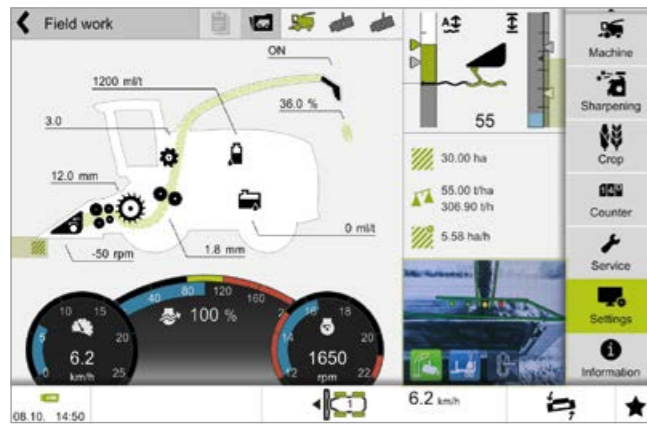 Field work
ON
1200 ml/t
36.0 %
3.0
12.0 mm
0 ml/t
-50 rpm
1.8 mm
A
55
30.00 ha
55.00 t/ha
306.90 t/h
5.58 ha/h
40 80 120 160
100 %
0 5 10 15 20 25
6.2
km/h
12 14 16 18 20 22
1650
rpm
Machine
Sharpening
Crop
Counter
Service
Settings
Information
08.10. 14:50
1
6.2 km/h